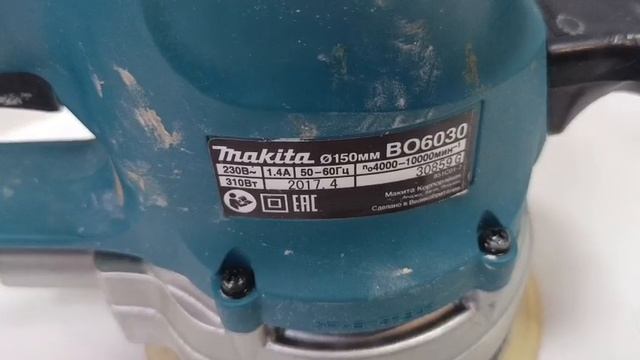 makita Ø150мм BO6030
230В~ 1.4А 50-60Гц n₀4000-10000мин⁻¹
310Вт 2017.4 30859G
EAC Макита Корпорейшн
Сделано в Великобритании